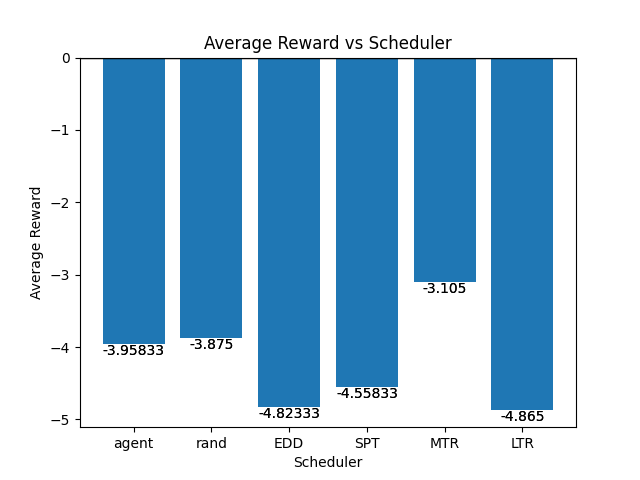 Average Reward vs Scheduler
Average Reward
0
−1
−2
−3
−4
−5
-3.95833
-3.875
-4.82333
-4.55833
-3.105
-4.865
agent
rand
EDD
SPT
MTR
LTR
Scheduler